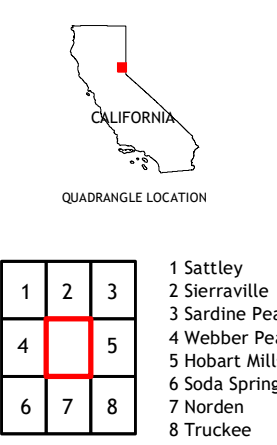 CALIFORNIA
QUADRANGLE LOCATION
1 2 3
4 5
6 7 8
1 Sattley
2 Sierraville
3 Sardine Pea
4 Webber Pea
5 Hobart Mill
6 Soda Spring
7 Norden
8 Truckee